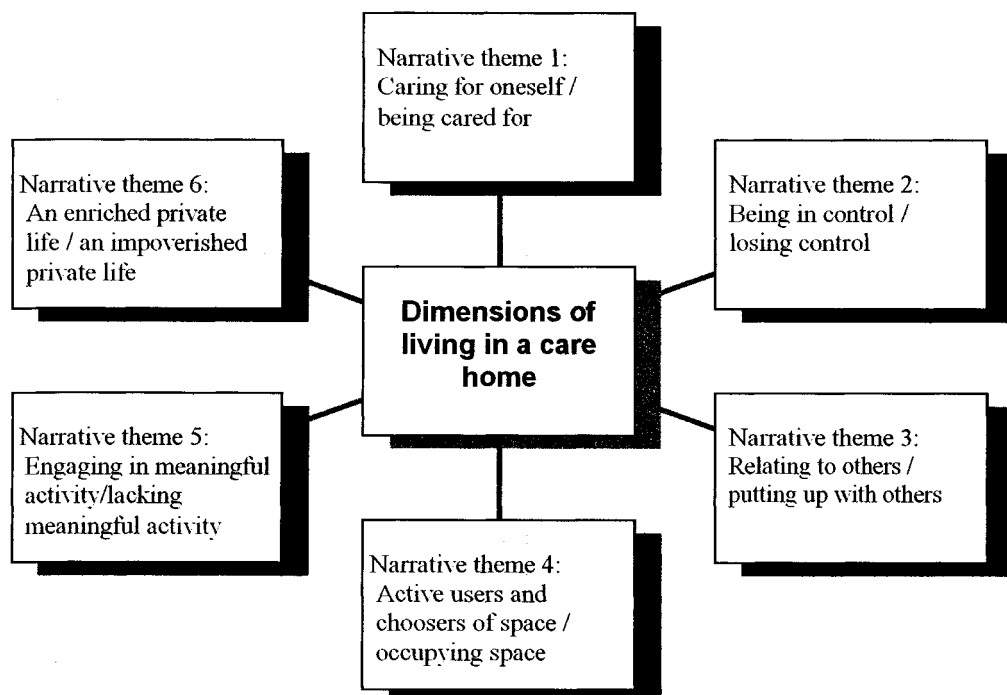 Narrative theme 1:
Caring for oneself /
being cared for
Narrative theme 6:
An enriched private
life / an impoverished
private life
Narrative theme 2:
Being in control /
losing control
Dimensions of
living in a care
home
Narrative theme 5:
Engaging in meaningful
activity/lacking
meaningful activity
Narrative theme 3:
Relating to others /
putting up with others
Narrative theme 4:
Active users and
choosers of space /
occupying space